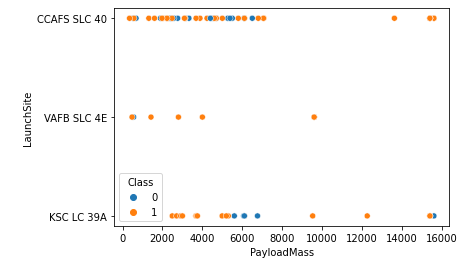 CCAFS SLC 40
VAFB SLC 4E
KSC LC 39A
LaunchSite
Class
0
1
0 2000 4000 6000 8000 10000 12000 14000 16000
PayloadMass